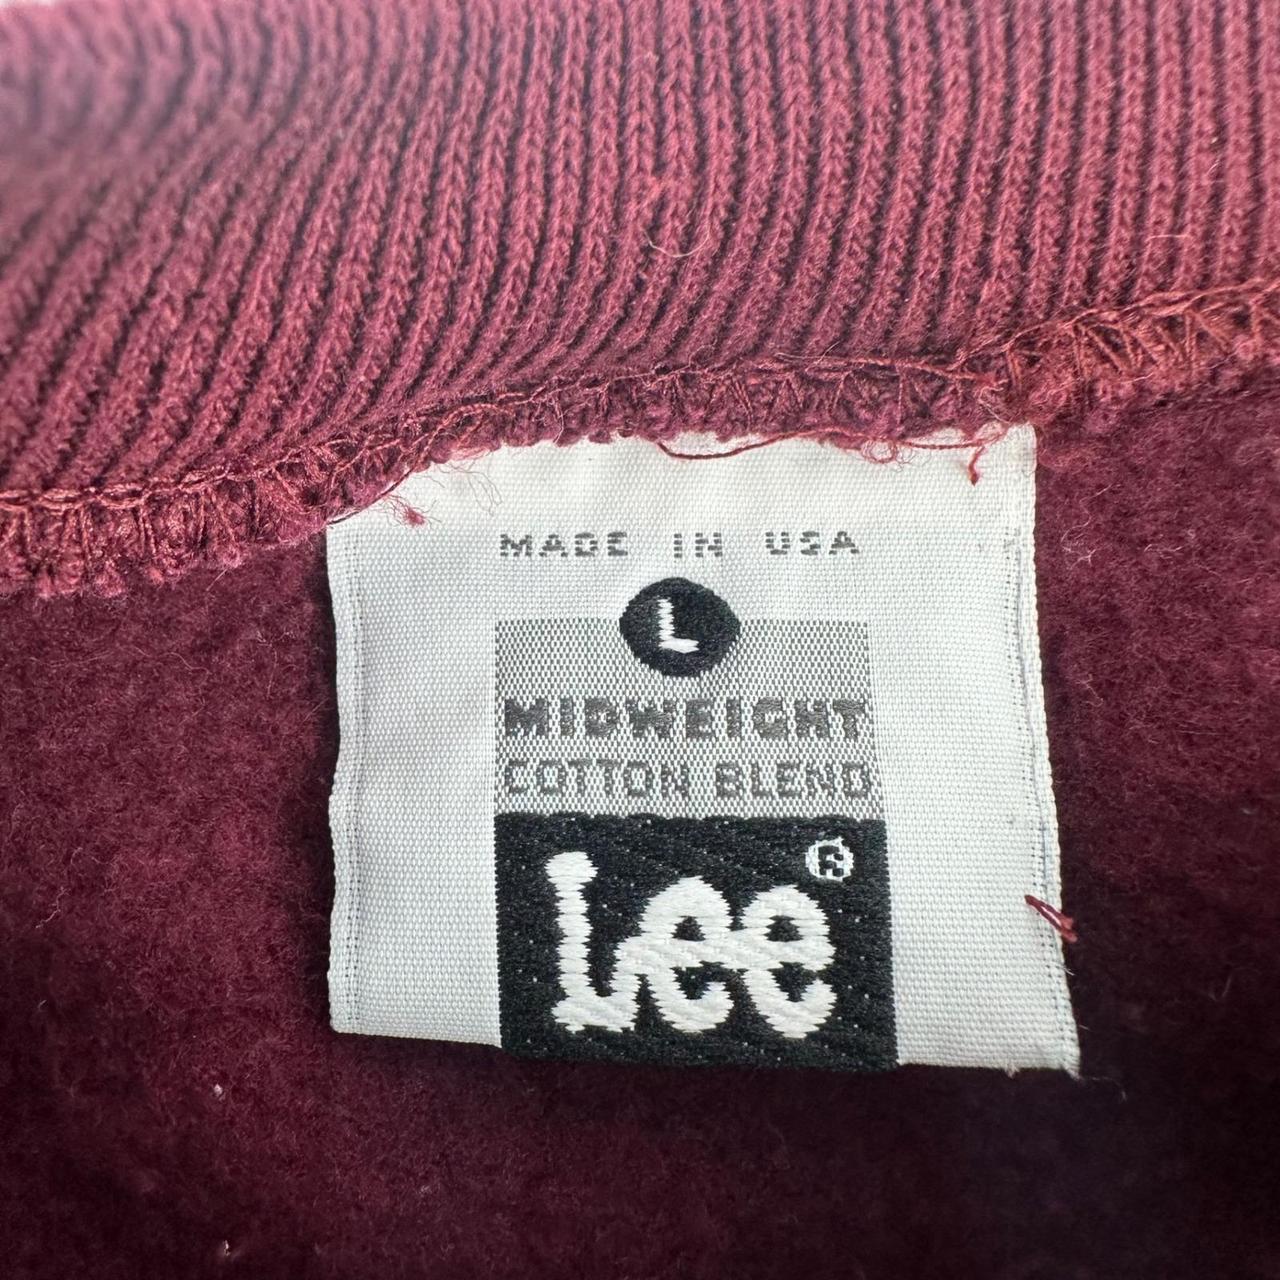 MADE IN USA
L
MIDWEIGHT
COTTON BLEND
Lee®